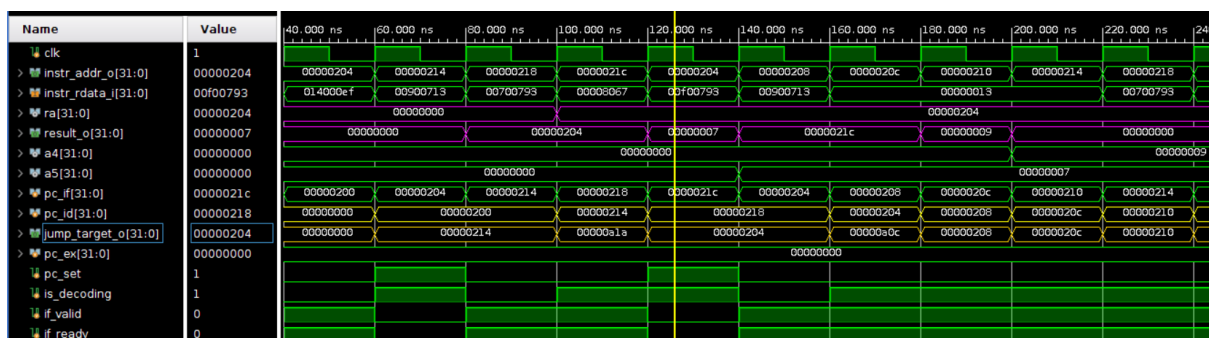 Name Value 40.000 ns 60.000 ns 80.000 ns 100.000 ns 120.000 ns 140.000 ns 160.000 ns 180.000 ns 200.000 ns 220.000 ns 24
clk 1
instr_addr_o[31:0] 00000204 00000204 00000214 00000218 0000021c 00000204 00000208 0000020c 00000210 00000214 00000218
instr_rdata_i[31:0] 00f00793 014000ef 00900713 00700793 00008067 00f00793 00900713 00000013 00700793
ra[31:0] 00000204 00000000 00000204
result_o[31:0] 00000007 00000000 00000204 00000007 0000021c 00000009 00000000
a4[31:0] 00000000 00000000 00000009
a5[31:0] 00000000 00000000 00000007
pc_if[31:0] 0000021c 00000200 00000204 00000214 00000218 0000021c 00000204 00000208 0000020c 00000210 00000214
pc_id[31:0] 00000218 00000000 00000200 00000214 00000218 00000204 00000208 0000020c 00000210
jump_target_o[31:0] 00000204 00000000 00000214 00000a1a 00000204 00000a0c 00000208 0000020c 00000210
pc_ex[31:0] 00000000 00000000
pc_set 1
is_decoding 1
if_valid 0
if_ready 0